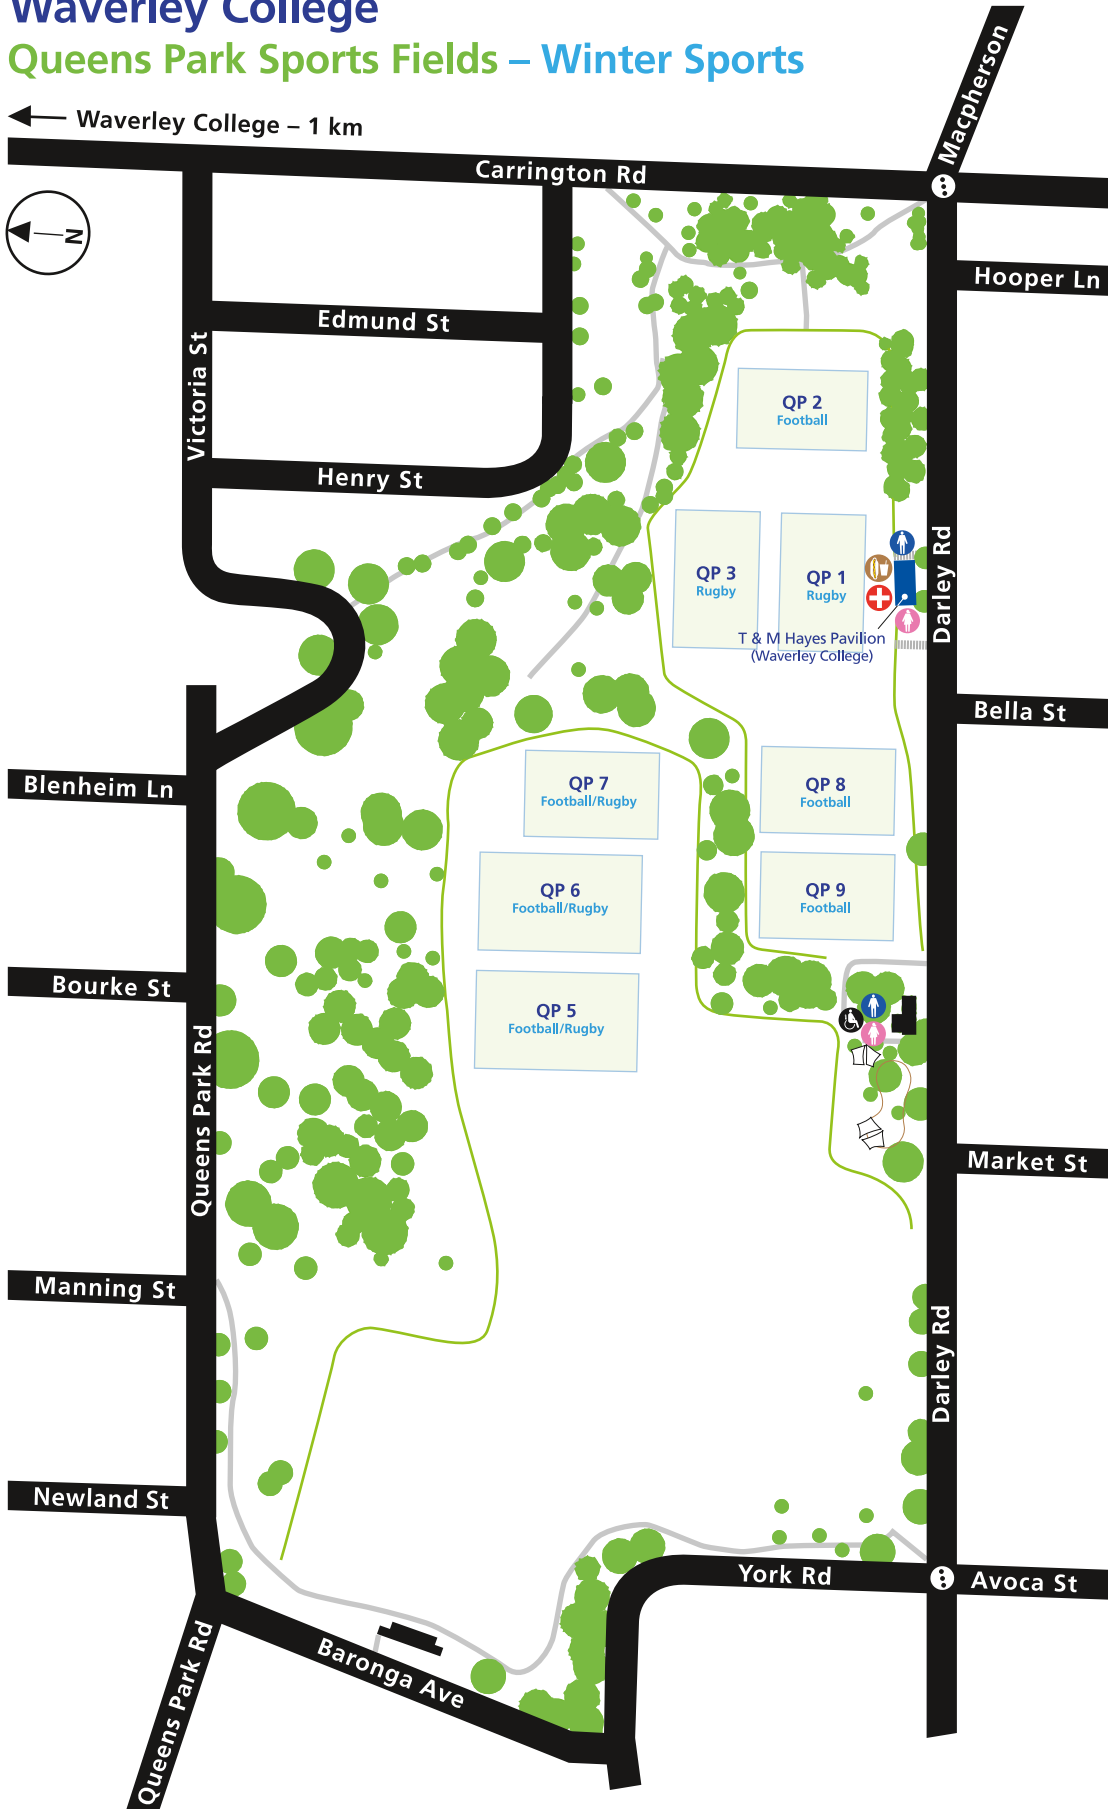 Waverley College
Queens Park Sports Fields – Winter Sports
Macpherson
Waverley College – 1 km
Carrington Rd
N
Hooper Ln
Edmund St
Victoria St
QP 2
Football
Henry St
Darley Rd
QP 3
Rugby
QP 1
Rugby
T & M Hayes Pavilion
(Waverley College)
Bella St
Blenheim Ln
QP 7
Football/Rugby
QP 8
Football
QP 6
Football/Rugby
QP 9
Football
Bourke St
QP 5
Football/Rugby
Queens Park Rd
Market St
Manning St
Darley Rd
Newland St
York Rd
Avoca St
Baronga Ave
Queens Park Rd